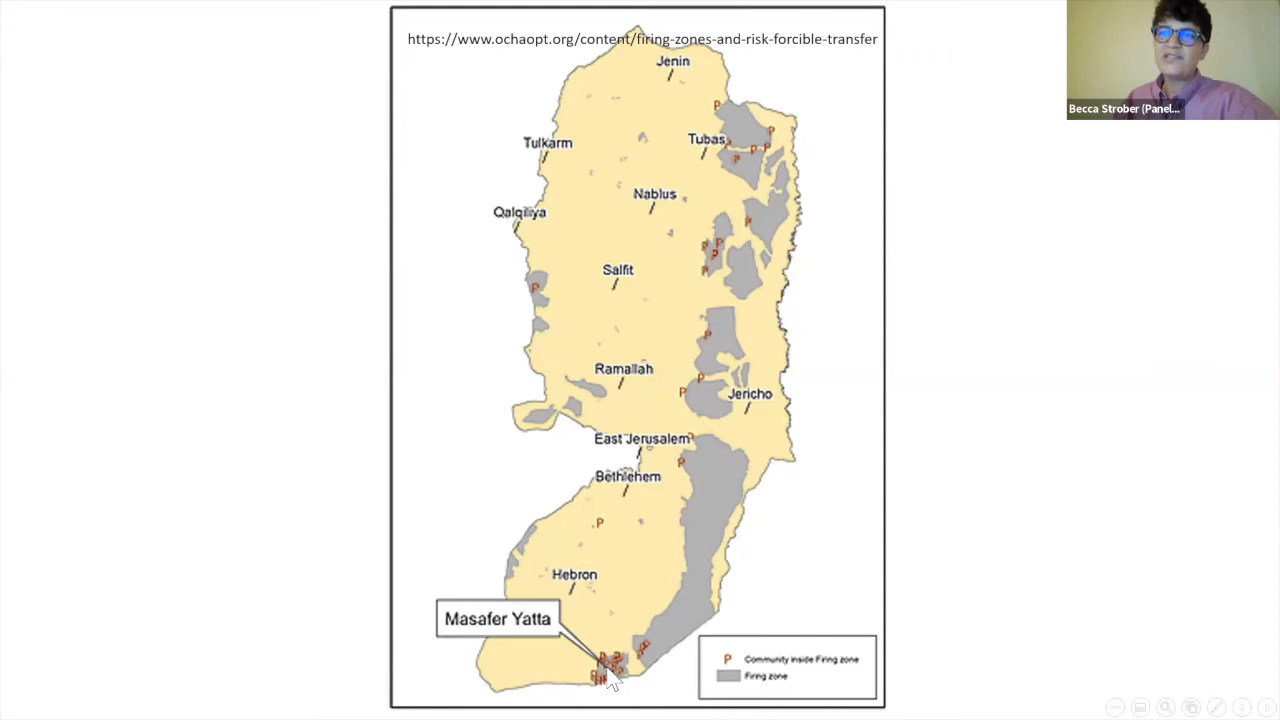 https://www.ochaopt.org/content/firing-zones-and-risk-forcible-transfer
Becca Strober (Panel...
Jenin
Tubas
Tulkarm
Nablus
Qalqiliya
Salfit
Ramallah
Jericho
East Jerusalem
Bethlehem
Hebron
Masafer Yatta
P Community inside Firing zone
Firing zone